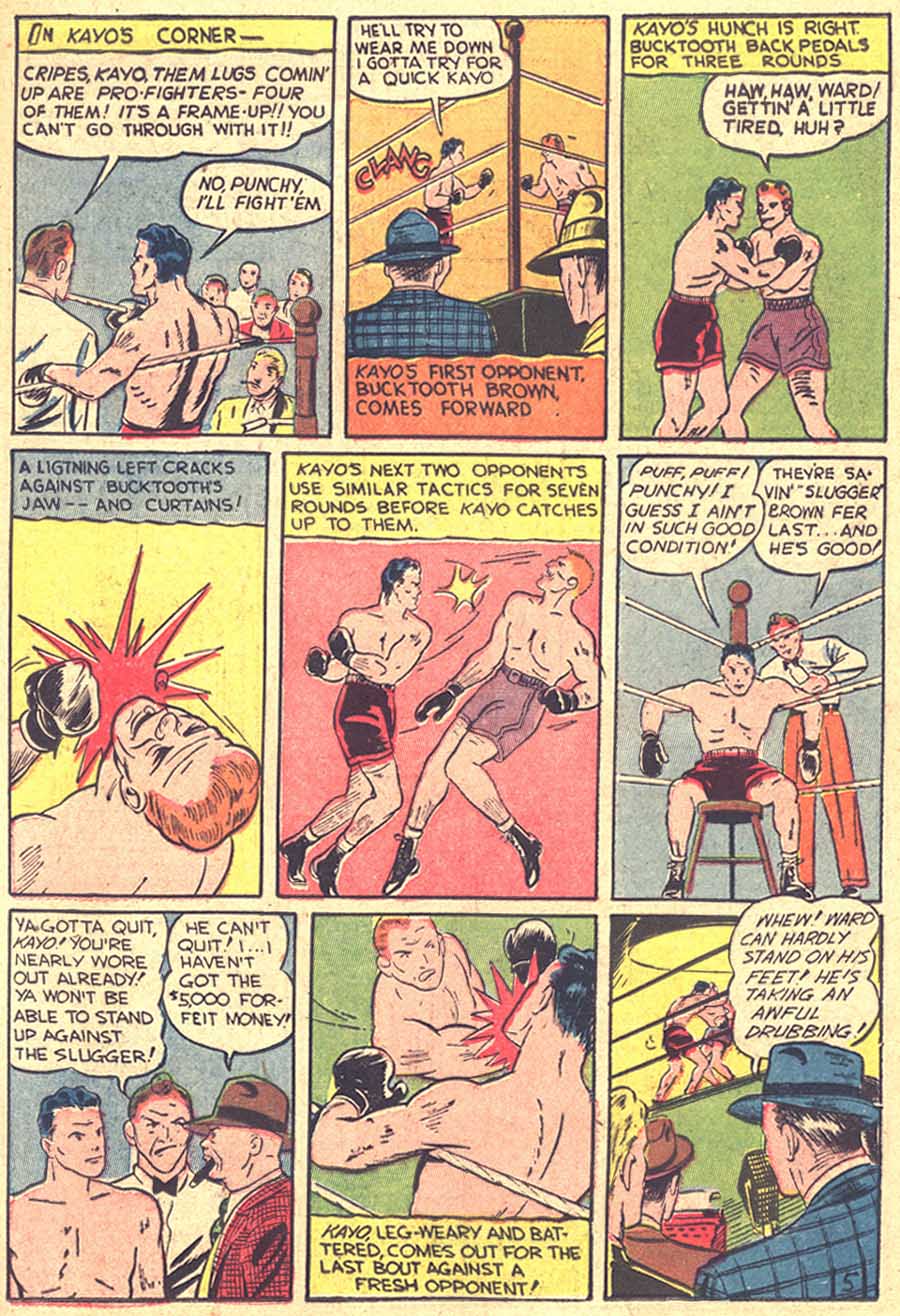 IN KAYO'S CORNER—
CRIPES, KAYO, THEM LUGS COMIN'
UP ARE PRO-FIGHTERS- FOUR
OF THEM! IT'S A FRAME-UP!! YOU
CAN'T GO THROUGH WITH IT!!
NO, PUNCHY,
I'LL FIGHT 'EM
HE'LL TRY TO
WEAR ME DOWN
I GOTTA TRY FOR
A QUICK KAYO
CLANG
KAYO'S FIRST OPPONENT,
BUCKTOOTH BROWN,
COMES FORWARD.
KAYO'S HUNCH IS RIGHT.
BUCKTOOTH BACK PEDALS
FOR THREE ROUNDS
HAW, HAW, WARD!
GETTIN' A' LITTLE
TIRED, HUH?
A LIGTNING LEFT CRACKS
AGAINST BUCKTOOTH'S
JAW -- AND CURTAINS!
KAYO'S NEXT TWO OPPONENTS
USE SIMILAR TACTICS FOR SEVEN
ROUNDS BEFORE KAYO CATCHES
UP TO THEM.
PUFF, PUFF!
PUNCHY! I
GUESS I AIN'T
IN SUCH GOOD
CONDITION!
THEY'RE SA-
VIN' "SLUGGER"
BROWN FER
LAST... AND
HE'S GOOD!
YA GOTTA QUIT,
KAYO! YOU'RE
NEARLY WORE
OUT ALREADY!
YA WON'T BE
ABLE TO STAND
UP AGAINST
THE SLUGGER!
HE CAN'T
QUIT! I...I
HAVEN'T
GOT THE
$5,000 FOR-
FEIT MONEY!
KAYO, LEG-WEARY AND BAT-
TERED, COMES OUT FOR THE
LAST BOUT AGAINST A
FRESH OPPONENT!
WHEW! WARD
CAN HARDLY
STAND ON HIS
FEET! HE'S
TAKING AN
AWFUL
DRUBBING!
5